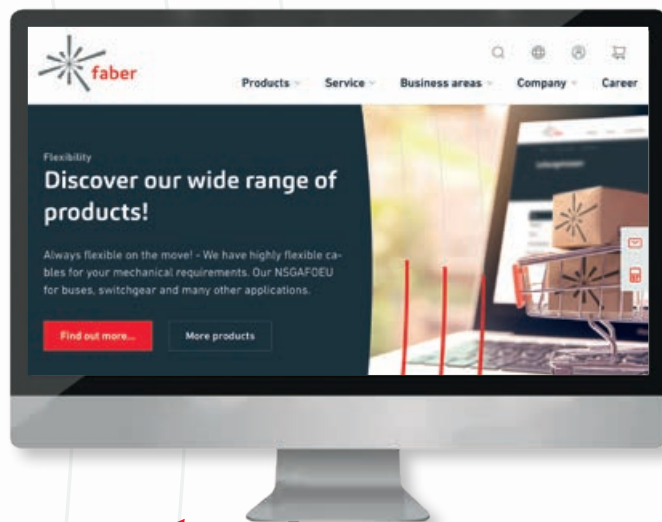 faber
Products Service Business areas Company Career
Flexibility
Discover our wide range of
products!
Always flexible on the move! - We have highly flexible ca-
bles for your mechanical requirements. Our NSGAFOEU
for buses, switchgear and many other applications.
Find out more...
More products